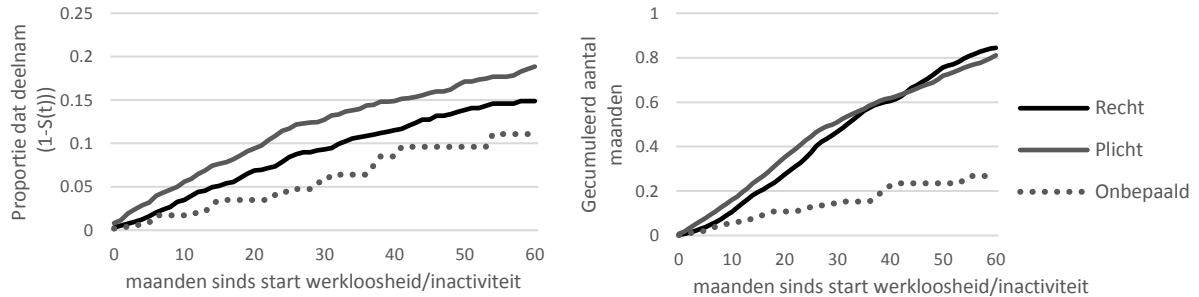 Proportie dat deelnam
(1-S(t)))
0.25
0.2
0.15
0.1
0.05
0
0 10 20 30 40 50 60
maanden sinds start werkloosheid/inactiviteit
Gecumuleerd aantal
maanden
1
0.8
0.6
0.4
0.2
0
0 10 20 30 40 50 60
maanden sinds start werkloosheid/inactiviteit
Recht
Plicht
Onbepaald